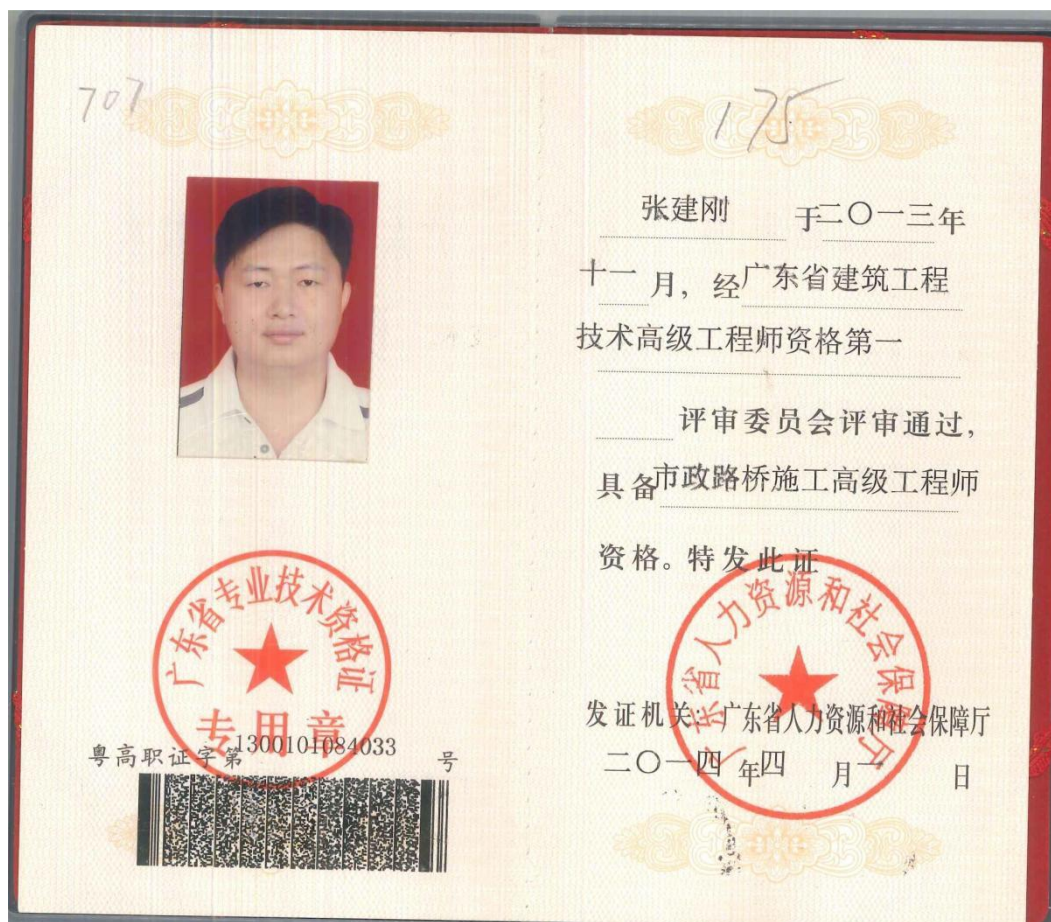 707
广东省专业技术资格证
专用章
粤高职证字第1300101084033号
175
张建刚 于二〇一三年
十一月，经广东省建筑工程
技术高级工程师资格第一
评审委员会评审通过，
具备市政路桥施工高级工程师
资格。特发此证
广东省人力资源和社会保障厅
发证机关：广东省人力资源和社会保障厅
二〇一四年四月一日